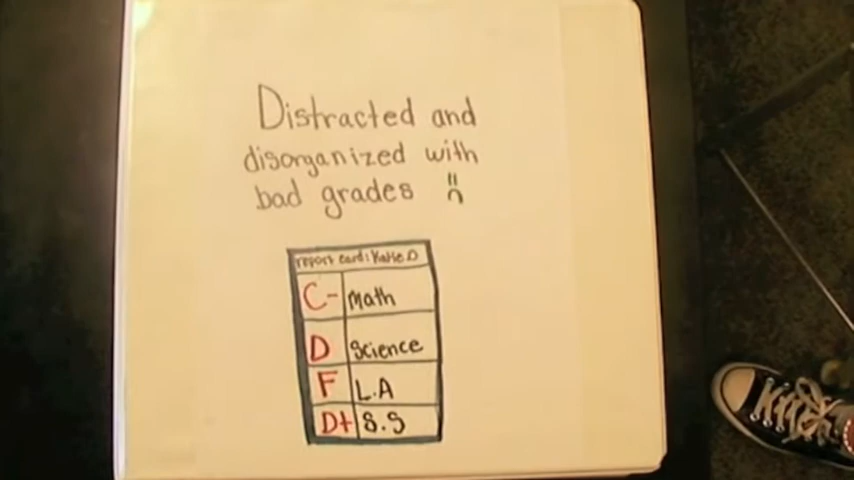 Distracted and
disorganized with
bad grades :(
report card: Katie D
C- Math
D Science
F L.A
D+ S.S